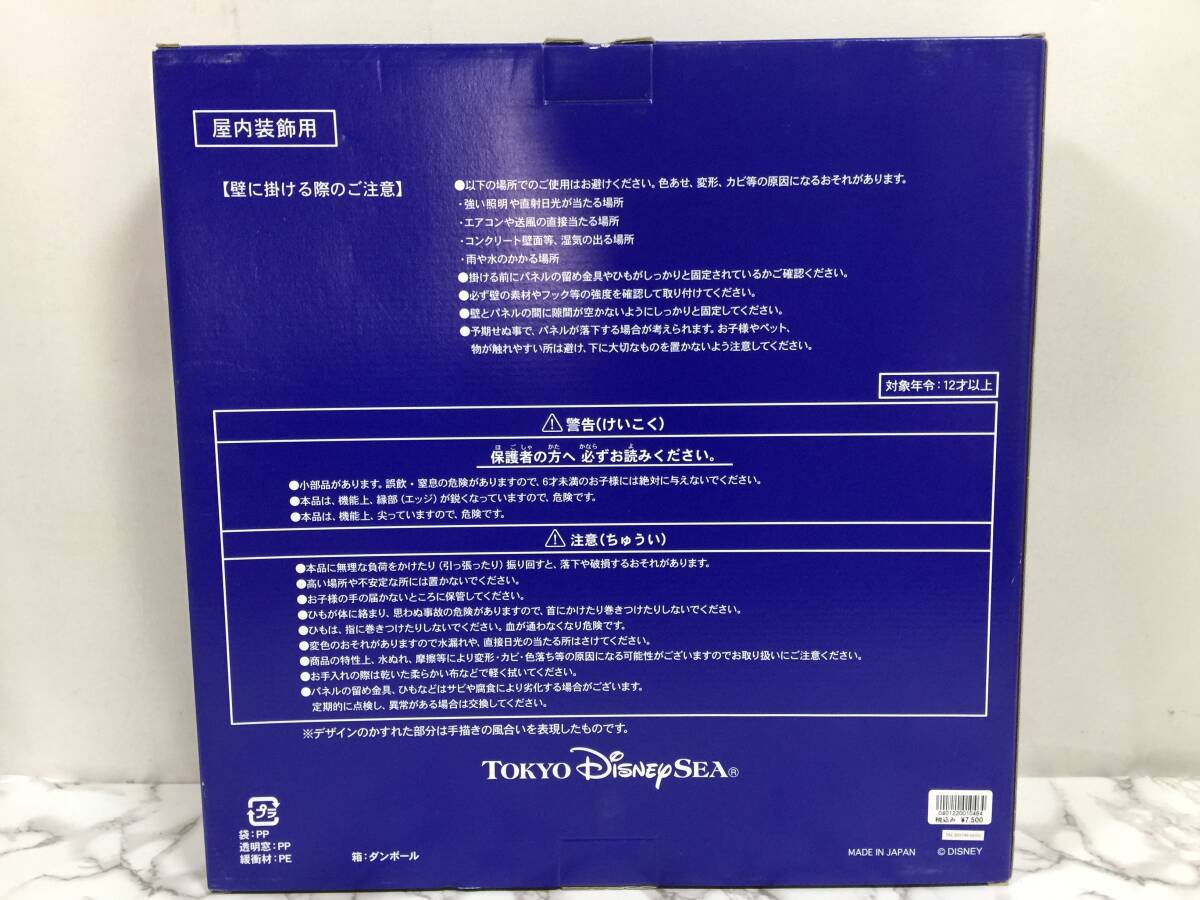 屋内装飾用
【壁に掛ける際のご注意】
●以下の場所でのご使用はお避けください。色あせ、変形、カビ等の原因になるおそれがあります。
・強い照明や直射日光が当たる場所
・エアコンや送風の直接当たる場所
・コンクリート壁面等、湿気の出る場所
・雨や水のかかる場所
●掛ける前にパネルの留め金具やひもがしっかりと固定されているかご確認ください。
●必ず壁の素材やフック等の強度を確認して取り付けてください。
●壁とパネルの間に隙間が空かないようにしっかりと固定してください。
●予期せぬ事で、パネルが落下する場合が考えられます。お子様やペット、
物が触れやすい所は避け、下に大切なものを置かないよう注意してください。
対象年令：12才以上
⚠ 警告(けいこく)
ほごしゃ かた かなら よ
保護者の方へ 必ずお読みください。
●小部品があります。誤飲・窒息の危険がありますので、6才未満のお子様には絶対に与えないでください。
●本品は、機能上、縁部（エッジ）が鋭くなっていますので、危険です。
●本品は、機能上、尖っていますので、危険です。
⚠ 注意(ちゅうい)
●本品に無理な負荷をかけたり（引っ張ったり）振り回すと、落下や破損するおそれがあります。
●高い場所や不安定な所には置かないでください。
●お子様の手の届かないところに保管してください。
●ひもが体に絡まり、思わぬ事故の危険がありますので、首にかけたり巻きつけたりしないでください。
●ひもは、指に巻きつけたりしないでください。血が通わなくなり危険です。
●変色のおそれがありますので水漏れや、直接日光の当たる所はさけてください。
●商品の特性上、水ぬれ、摩擦等により変形・カビ・色落ち等の原因になる可能性がございますのでお取り扱いにご注意ください。
●お手入れの際は乾いた柔らかい布などで軽く拭いてください。
●パネルの留め金具、ひもなどはサビや腐食により劣化する場合がございます。
定期的に点検し、異常がある場合は交換してください。
※デザインのかすれた部分は手描きの風合いを表現したものです。
TOKYO DISNEYSEA®
プラ
袋：PP
透明窓：PP
緩衝材：PE
箱：ダンボール
0401220010484
税込み ¥7,500
MADE IN JAPAN
© DISNEY